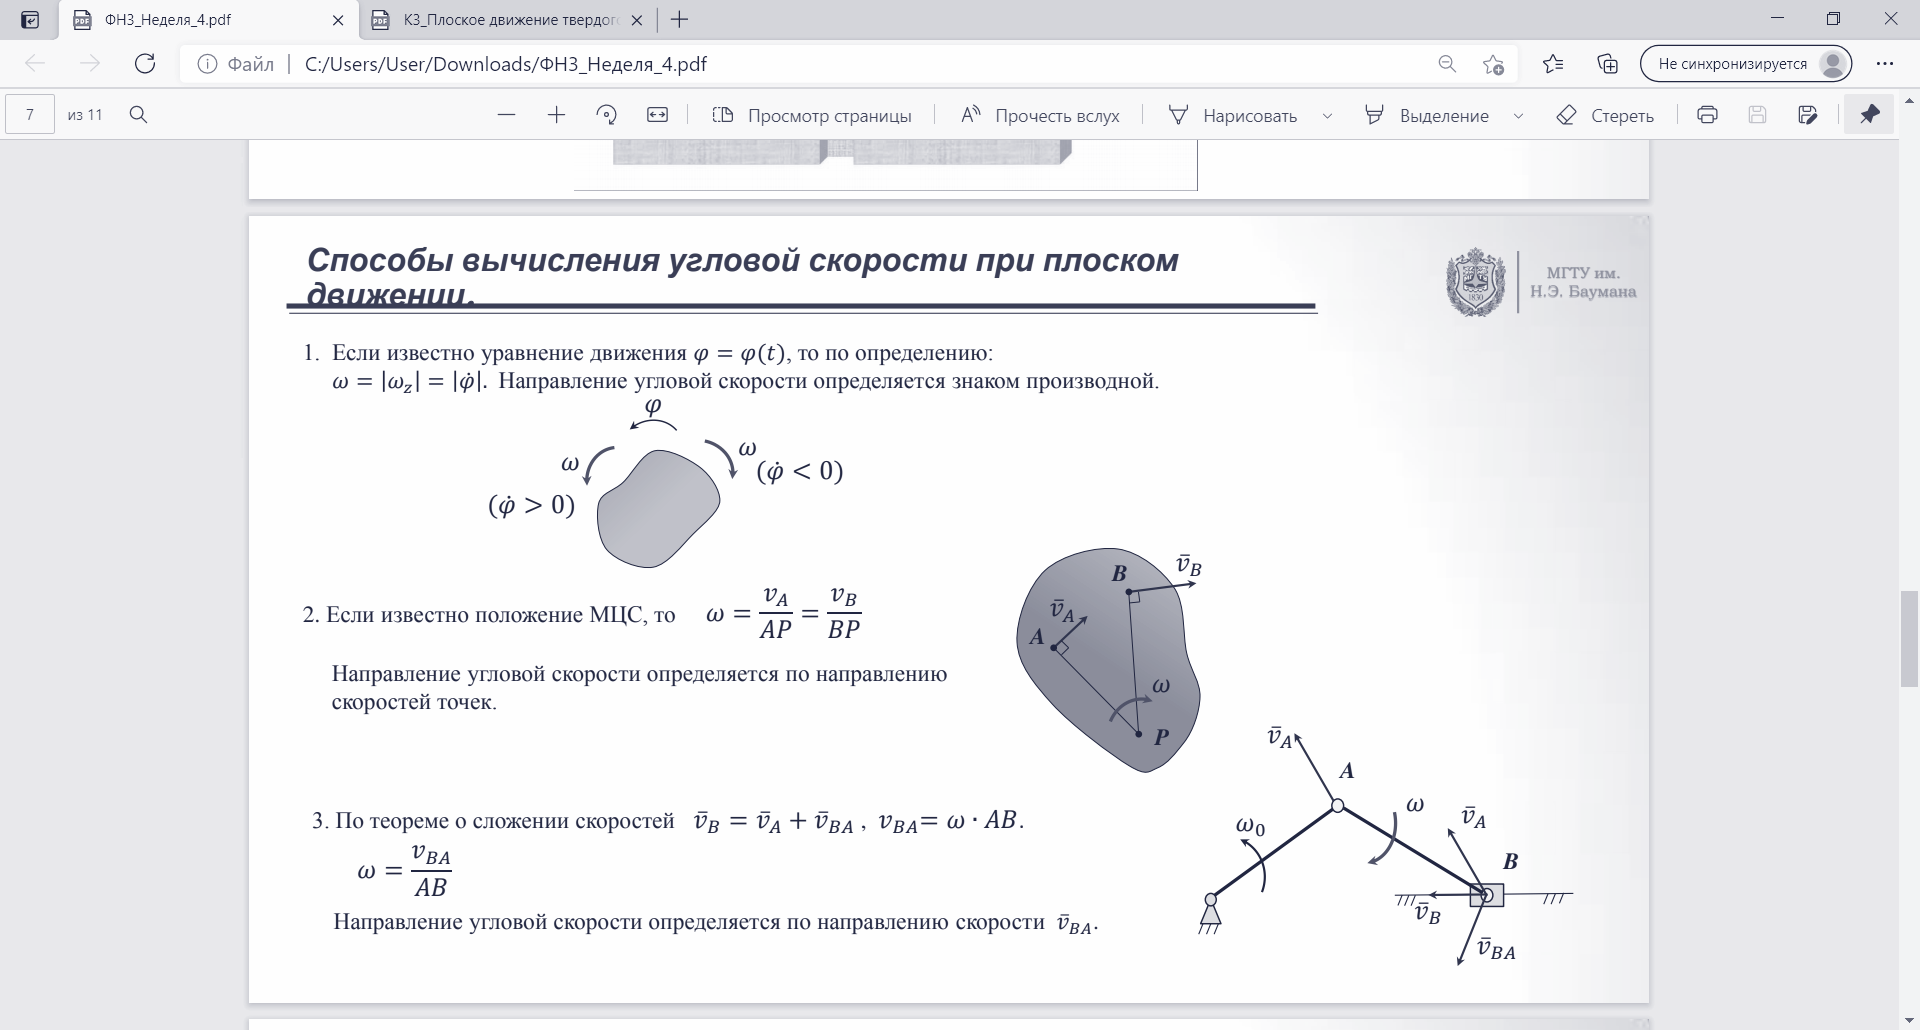 ФН3_Неделя_4.pdf
К3_Плоское движение твердог
Файл
C:/Users/User/Downloads/ФН3_Неделя_4.pdf
Не синхронизируется
7 из 11
Просмотр страницы
Прочесть вслух
Нарисовать
Выделение
Стереть
Способы вычисления угловой скорости при плоском
движении.
МГТУ им.
Н.Э. Баумана
1830
1. Если известно уравнение движения φ = φ(t), то по определению:
ω = |ω_z| = |φ̇|. Направление угловой скорости определяется знаком производной.
φ
ω
ω
(φ̇ < 0)
(φ̇ > 0)
B
v̄_B
v̄_A
A
ω
P
2. Если известно положение МЦС, то ω = v_A/AP = v_B/BP
Направление угловой скорости определяется по направлению
скоростей точек.
3. По теореме о сложении скоростей v̄_B = v̄_A + v̄_BA , v_BA= ω · AB.
ω = v_BA/AB
Направление угловой скорости определяется по направлению скорости v̄_BA.
v̄_A
A
ω
ω₀
v̄_A
B
v̄_B
v̄_BA